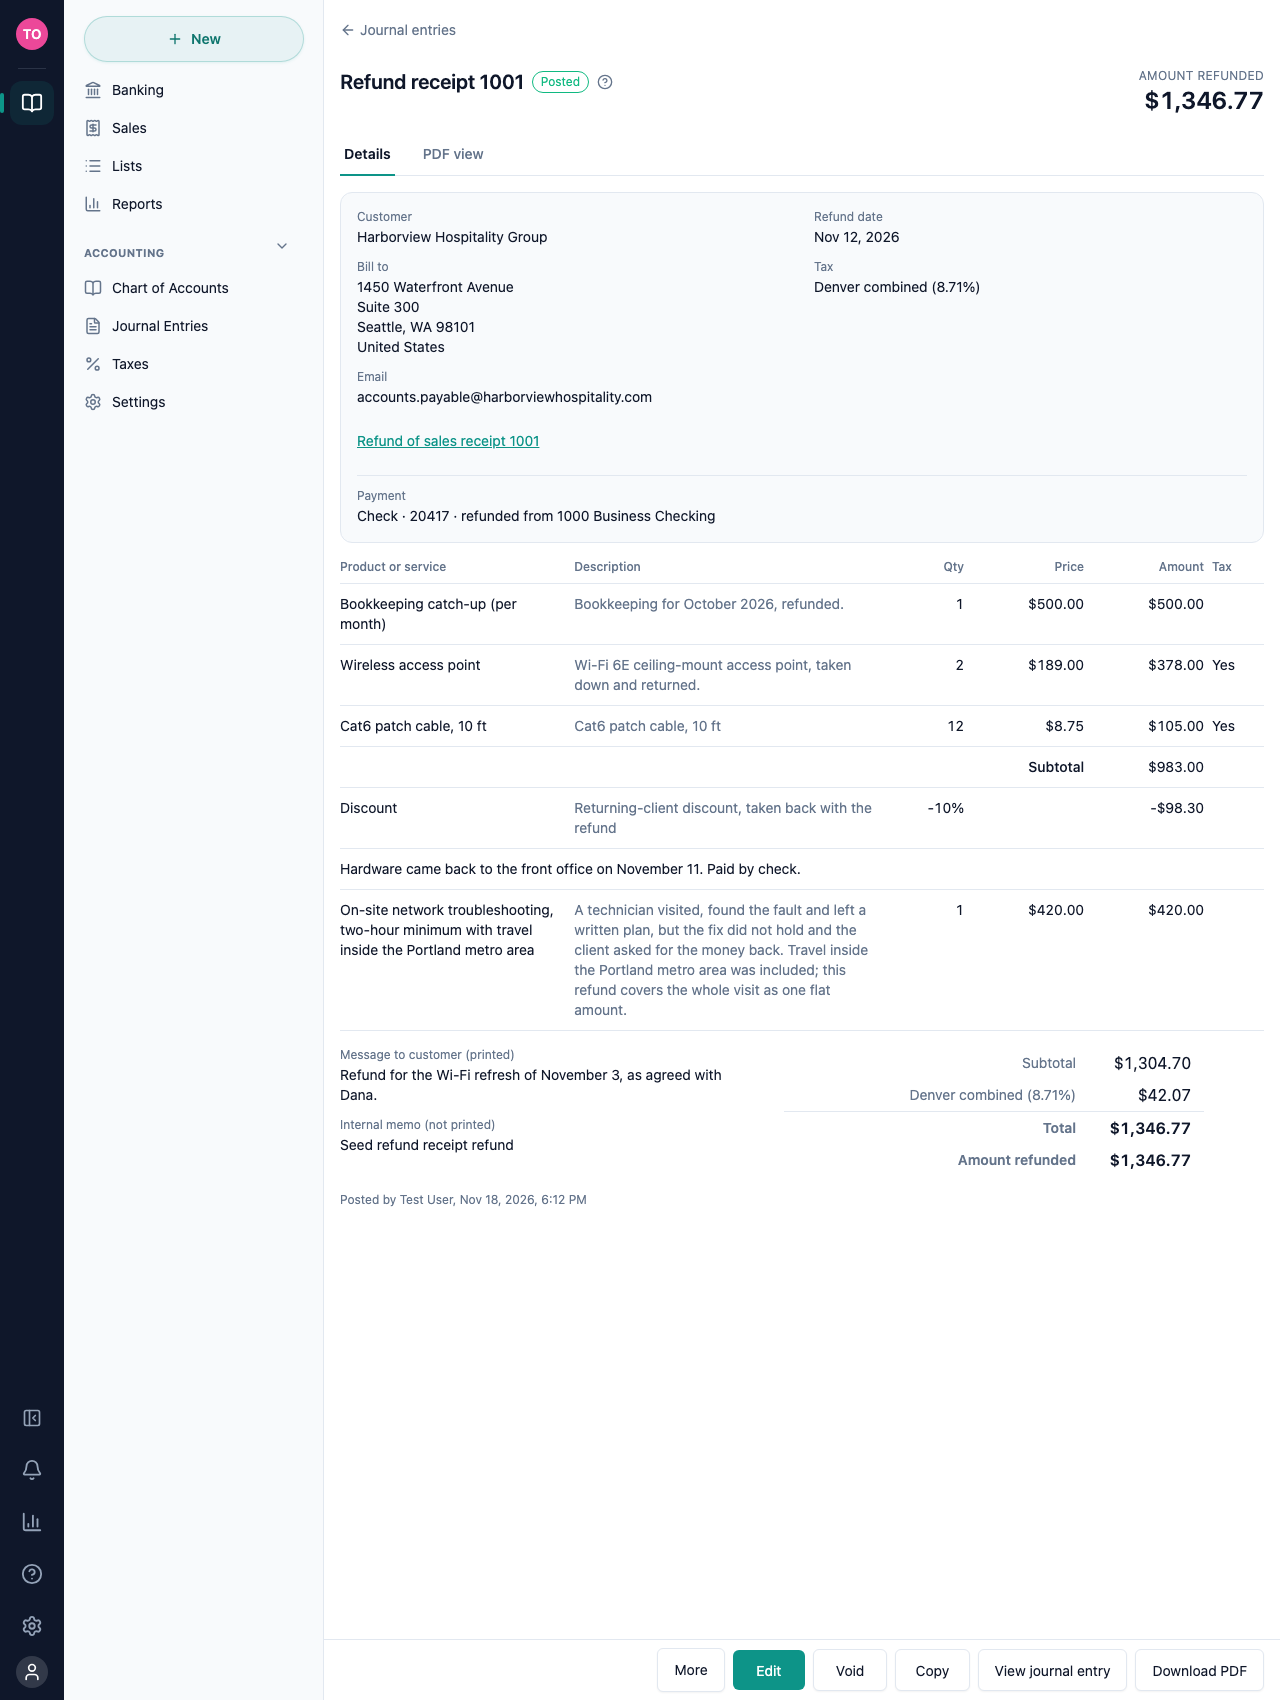 TO
New
Banking
Sales
Lists
Reports
ACCOUNTING
Chart of Accounts
Journal Entries
Taxes
Settings
Journal entries
Refund receipt 1001 Posted
AMOUNT REFUNDED
$1,346.77
Details PDF view
Customer
Harborview Hospitality Group
Bill to
1450 Waterfront Avenue
Suite 300
Seattle, WA 98101
United States
Email
accounts.payable@harborviewhospitality.com
Refund date
Nov 12, 2026
Tax
Denver combined (8.71%)
Refund of sales receipt 1001
Payment
Check · 20417 · refunded from 1000 Business Checking
Product or service Description Qty Price Amount Tax
Bookkeeping catch-up (per Bookkeeping for October 2026, refunded. 1 $500.00 $500.00
month)
Wireless access point Wi-Fi 6E ceiling-mount access point, taken 2 $189.00 $378.00 Yes
down and returned.
Cat6 patch cable, 10 ft Cat6 patch cable, 10 ft 12 $8.75 $105.00 Yes
Subtotal $983.00
Discount Returning-client discount, taken back with the -10% -$98.30
refund
Hardware came back to the front office on November 11. Paid by check.
On-site network troubleshooting, A technician visited, found the fault and left a 1 $420.00 $420.00
two-hour minimum with travel written plan, but the fix did not hold and the
inside the Portland metro area client asked for the money back. Travel inside
the Portland metro area was included; this
refund covers the whole visit as one flat
amount.
Message to customer (printed)
Refund for the Wi-Fi refresh of November 3, as agreed with
Dana.
Internal memo (not printed)
Seed refund receipt refund
Subtotal $1,304.70
Denver combined (8.71%) $42.07
Total $1,346.77
Amount refunded $1,346.77
Posted by Test User, Nov 18, 2026, 6:12 PM
More Edit Void Copy View journal entry Download PDF